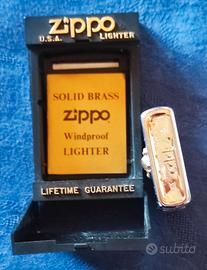 zippo
U.S.A. LIGHTER
SOLID BRASS
zippo
Windproof
LIGHTER
LIFETIME GUARANTEE
subito